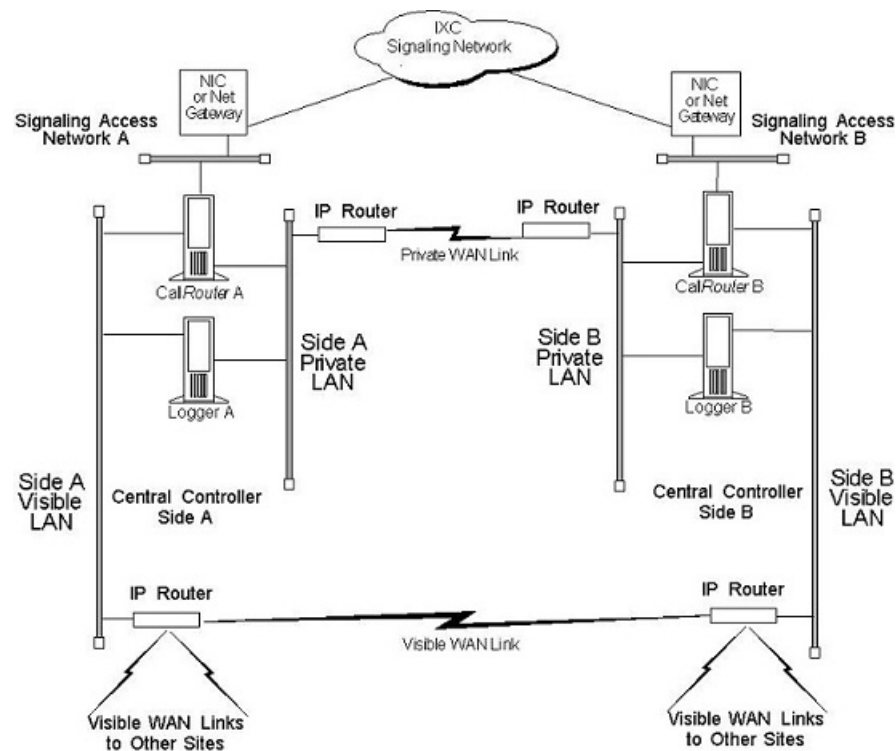 IXC
Signaling Network
NIC
or Net
Gateway
NIC
or Net
Gateway
Signaling Access
Network A
Signaling Access
Network B
IP Router
IP Router
Private WAN Link
CallRouter A
CallRouter B
Side A
Private
LAN
Side B
Private
LAN
Logger A
Logger B
Side A
Visible
LAN
Central Controller
Side A
Central Controller
Side B
Side B
Visible
LAN
IP Router
IP Router
Visible WAN Link
Visible WAN Links
to Other Sites
Visible WAN Links
to Other Sites